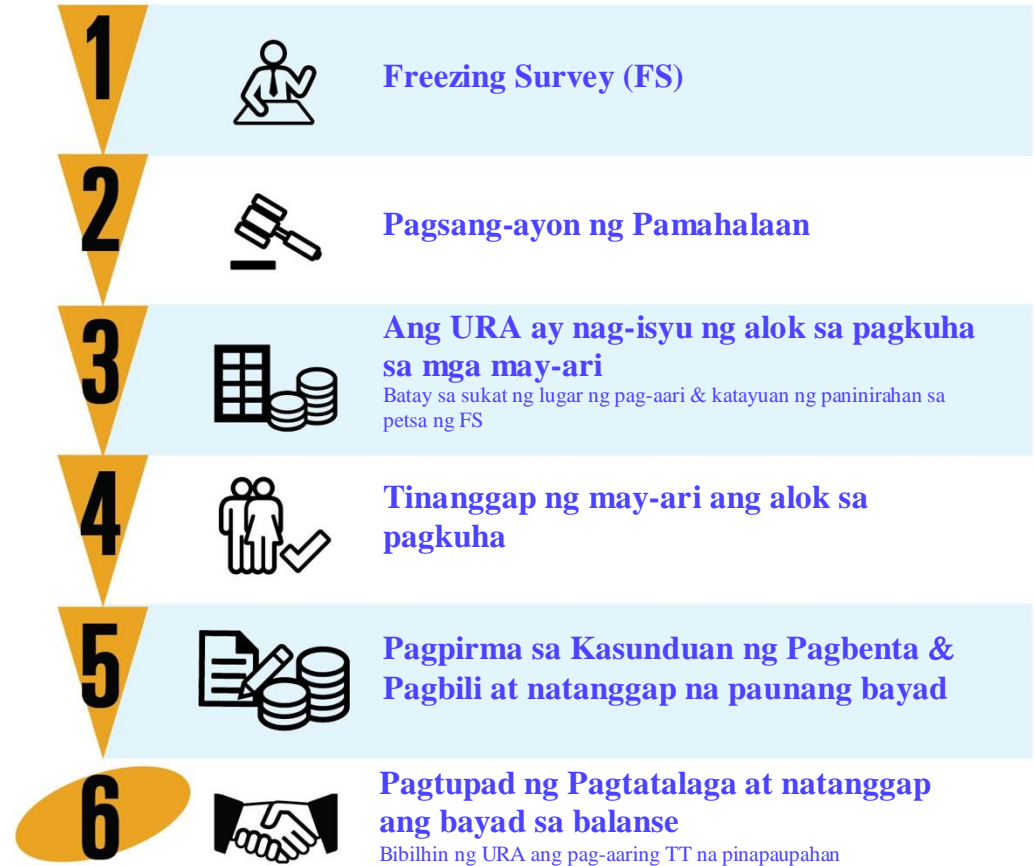 1
Freezing Survey (FS)
2
Pagsang-ayon ng Pamahalaan
3
Ang URA ay nag-isyu ng alok sa pagkuha
sa mga may-ari
Batay sa sukat ng lugar ng pag-aari & katayuan ng paninirahan sa
petsa ng FS
4
Tinanggap ng may-ari ang alok sa
pagkuha
5
Pagpirma sa Kasunduan ng Pagbenta &
Pagbili at natanggap na paunang bayad
6
Pagtupad ng Pagtatalaga at natanggap
ang bayad sa balanse
Bibilhin ng URA ang pag-aaring TT na pinapaupahan